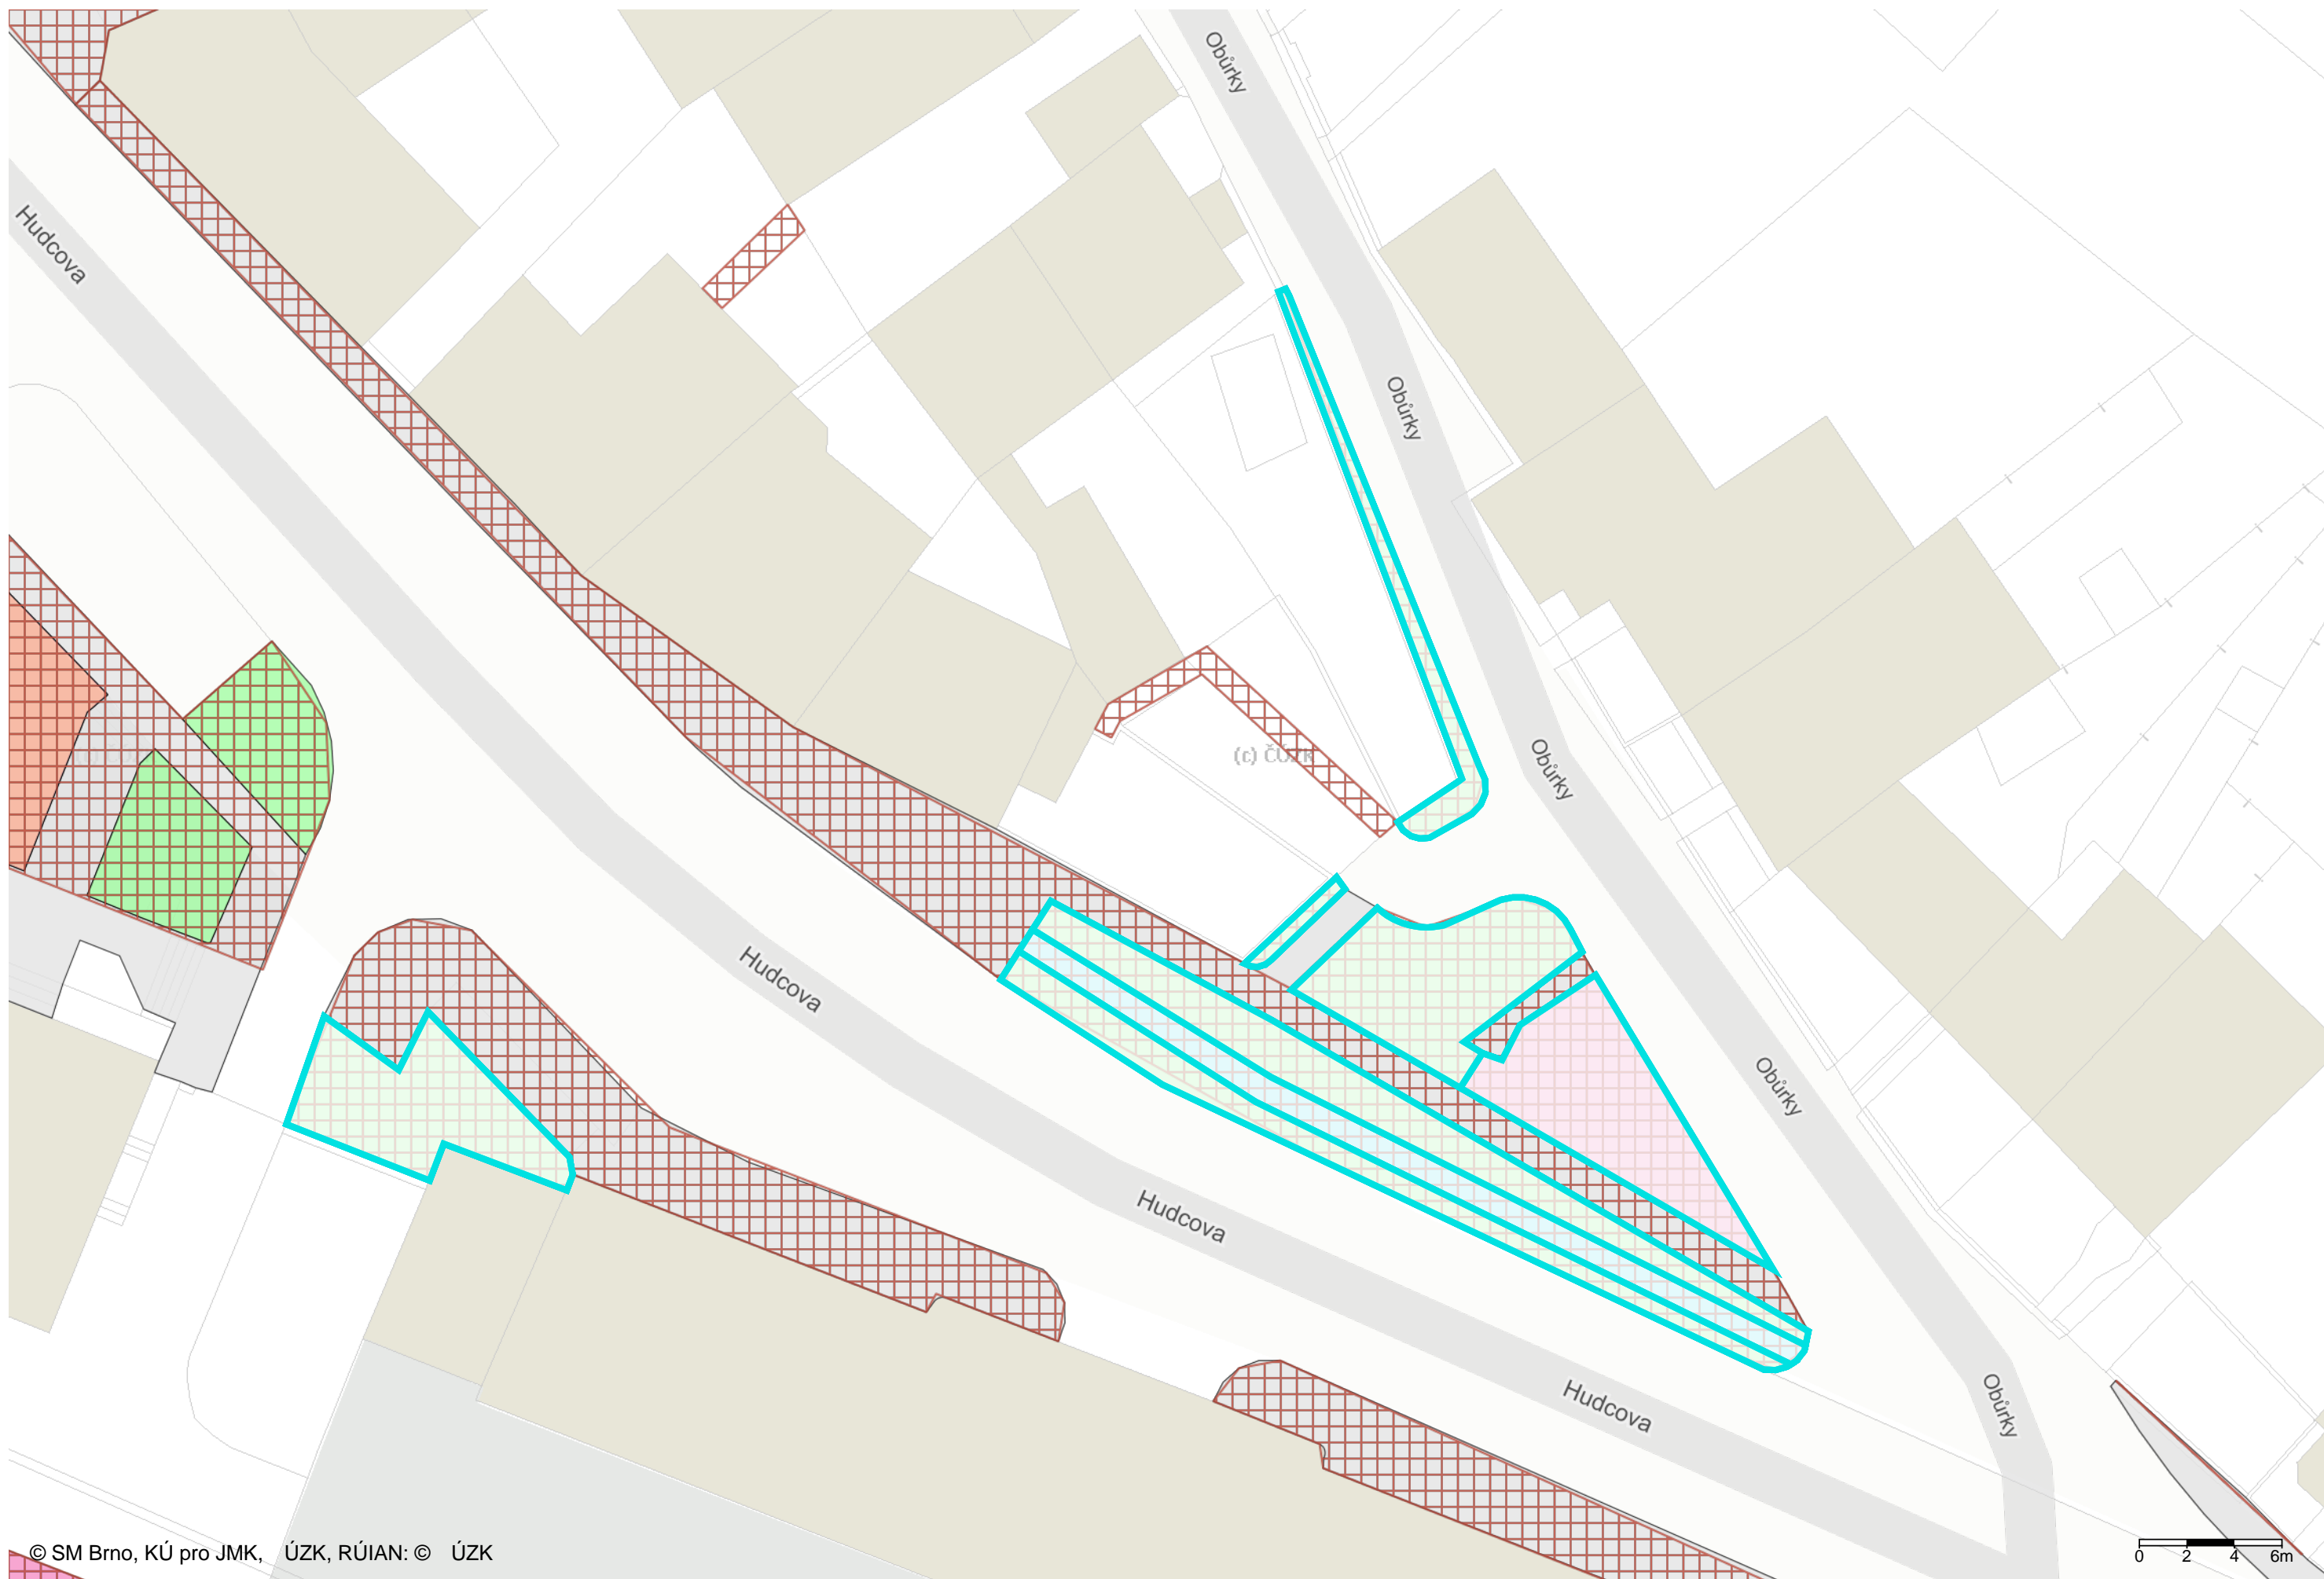 Obůrky
Hudcova
Obůrky
(c) ČÚZK
Obůrky
Hudcova
Obůrky
Hudcova
Hudcova
Obůrky
© SM Brno, KÚ pro JMK, ÚZK, RÚIAN: © ÚZK
0 2 4 6m